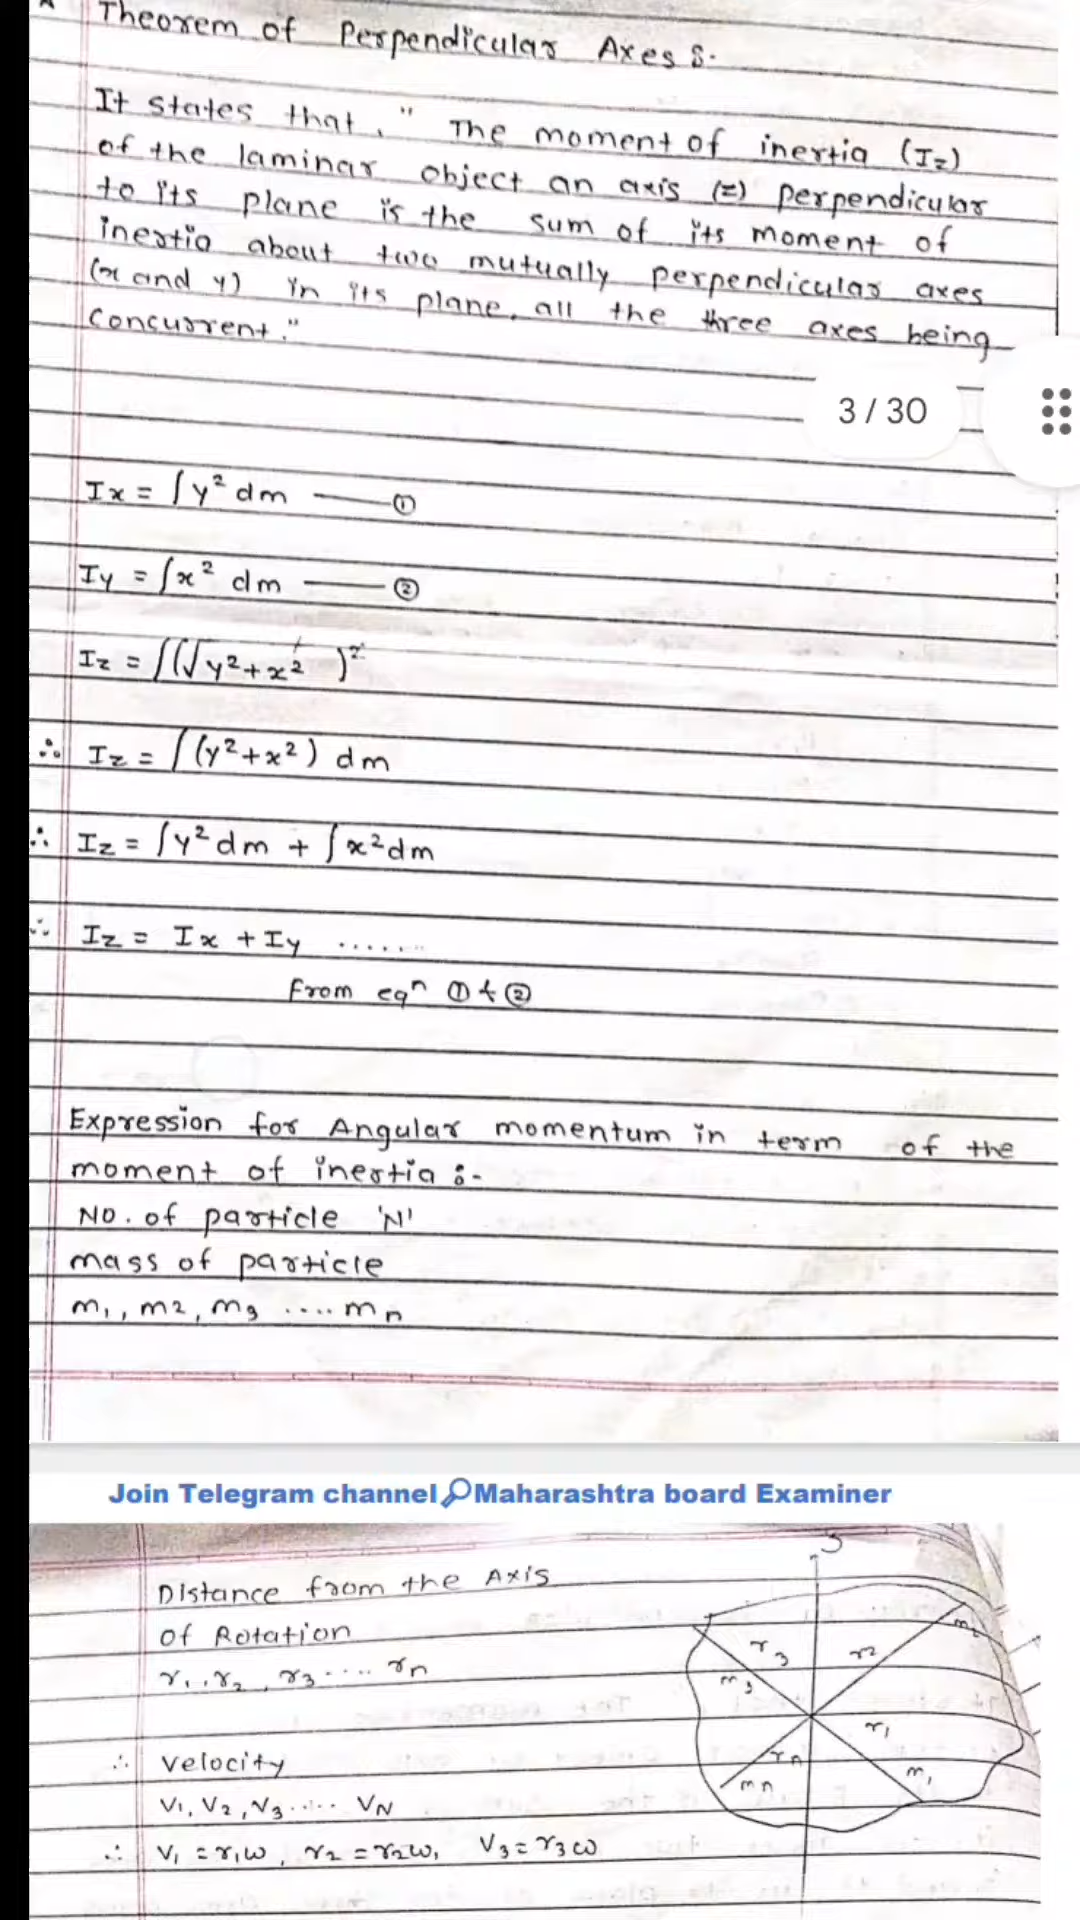 Theorem of Perpendicular Axes :-
It states that, " The moment of inertia (Iz)
of the laminar object an axis (z) perpendicular
to its plane is the sum of its moment of
inertia about two mutually perpendicular axes
(x and y) in its plane, all the three axes being
concurrent."
3 / 30
Ix = ∫y² dm —— ①
Iy = ∫x² dm —— ②
Iz = ∫(√y²+x²)²
∴ Iz = ∫(y²+x²) dm
∴ Iz = ∫y² dm + ∫x² dm
∴ Iz = Ix + Iy .......
From eqn ① & ②
Expression for Angular momentum in term of the
moment of inertia :-
NO. of particle 'N'
mass of particle
m₁, m₂, m₃ .... mn
Join Telegram channel🔎Maharashtra board Examiner
Distance from the Axis
of Rotation
r₁, r₂, r₃ ..... rn
∴ velocity
V₁, V₂, V₃ ..... VN
∴ V₁ = r₁ω, r₂ = r₂ω, V₃ = r₃ω
m₂
r₃
r₂
m₃
r₁
rn
m₁
mn